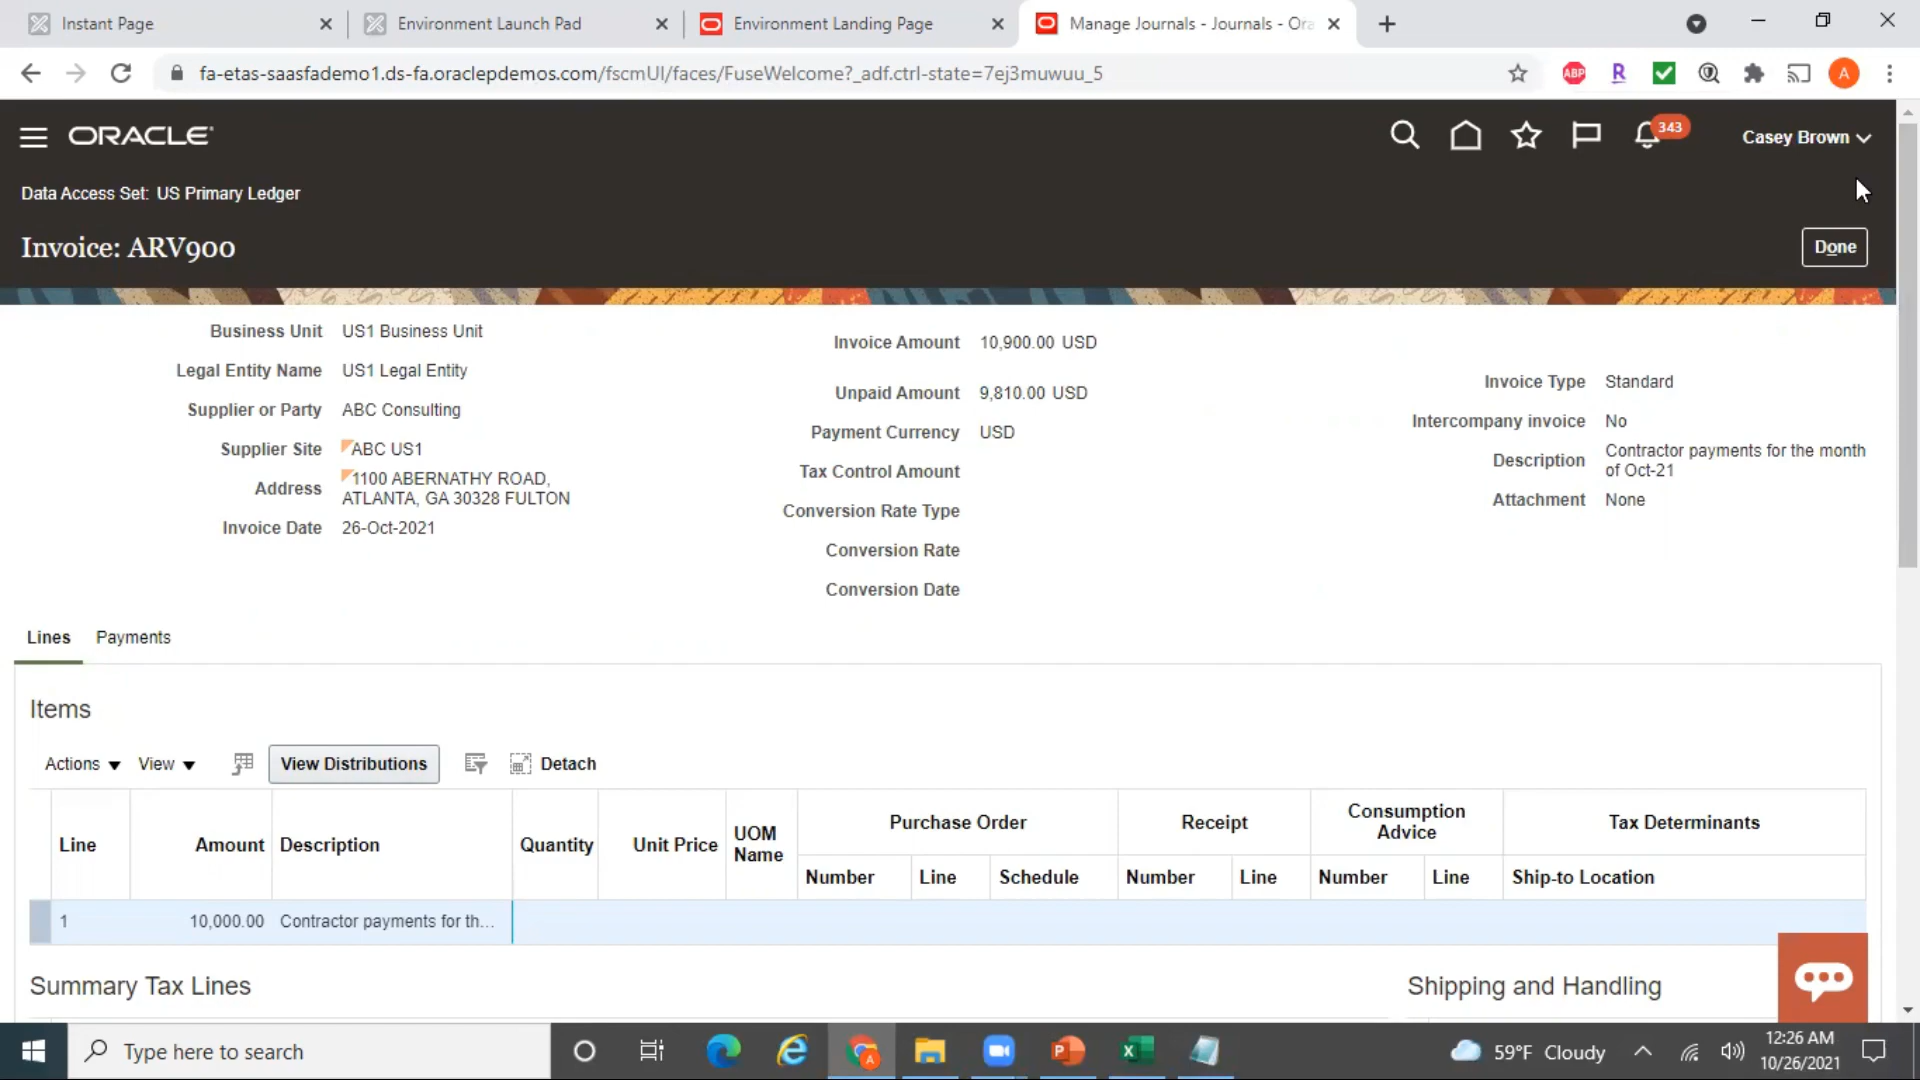 Instant Page
Environment Launch Pad
Environment Landing Page
Manage Journals - Journals - Ora
fa-etas-saasfademo1.ds-fa.oraclepdemos.com/fscmUI/faces/FuseWelcome?_adf.ctrl-state=7ej3muwuu_5
ABP
R
A
ORACLE
343
Casey Brown
Data Access Set: US Primary Ledger
Invoice: ARV900
Done
Business Unit US1 Business Unit
Legal Entity Name US1 Legal Entity
Supplier or Party ABC Consulting
Supplier Site ABC US1
Address 1100 ABERNATHY ROAD,
ATLANTA, GA 30328 FULTON
Invoice Date 26-Oct-2021
Invoice Amount 10,900.00 USD
Unpaid Amount 9,810.00 USD
Payment Currency USD
Tax Control Amount
Conversion Rate Type
Conversion Rate
Conversion Date
Invoice Type Standard
Intercompany invoice No
Description Contractor payments for the month
of Oct-21
Attachment None
Lines Payments
Items
Actions View View Distributions Detach
Line Amount Description Quantity Unit Price UOM
Name
Purchase Order Receipt Consumption
Advice
Tax Determinants
Number Line Schedule Number Line Number Line Ship-to Location
1 10,000.00 Contractor payments for th...
Summary Tax Lines
Shipping and Handling
Type here to search
59°F Cloudy
12:26 AM
10/26/2021